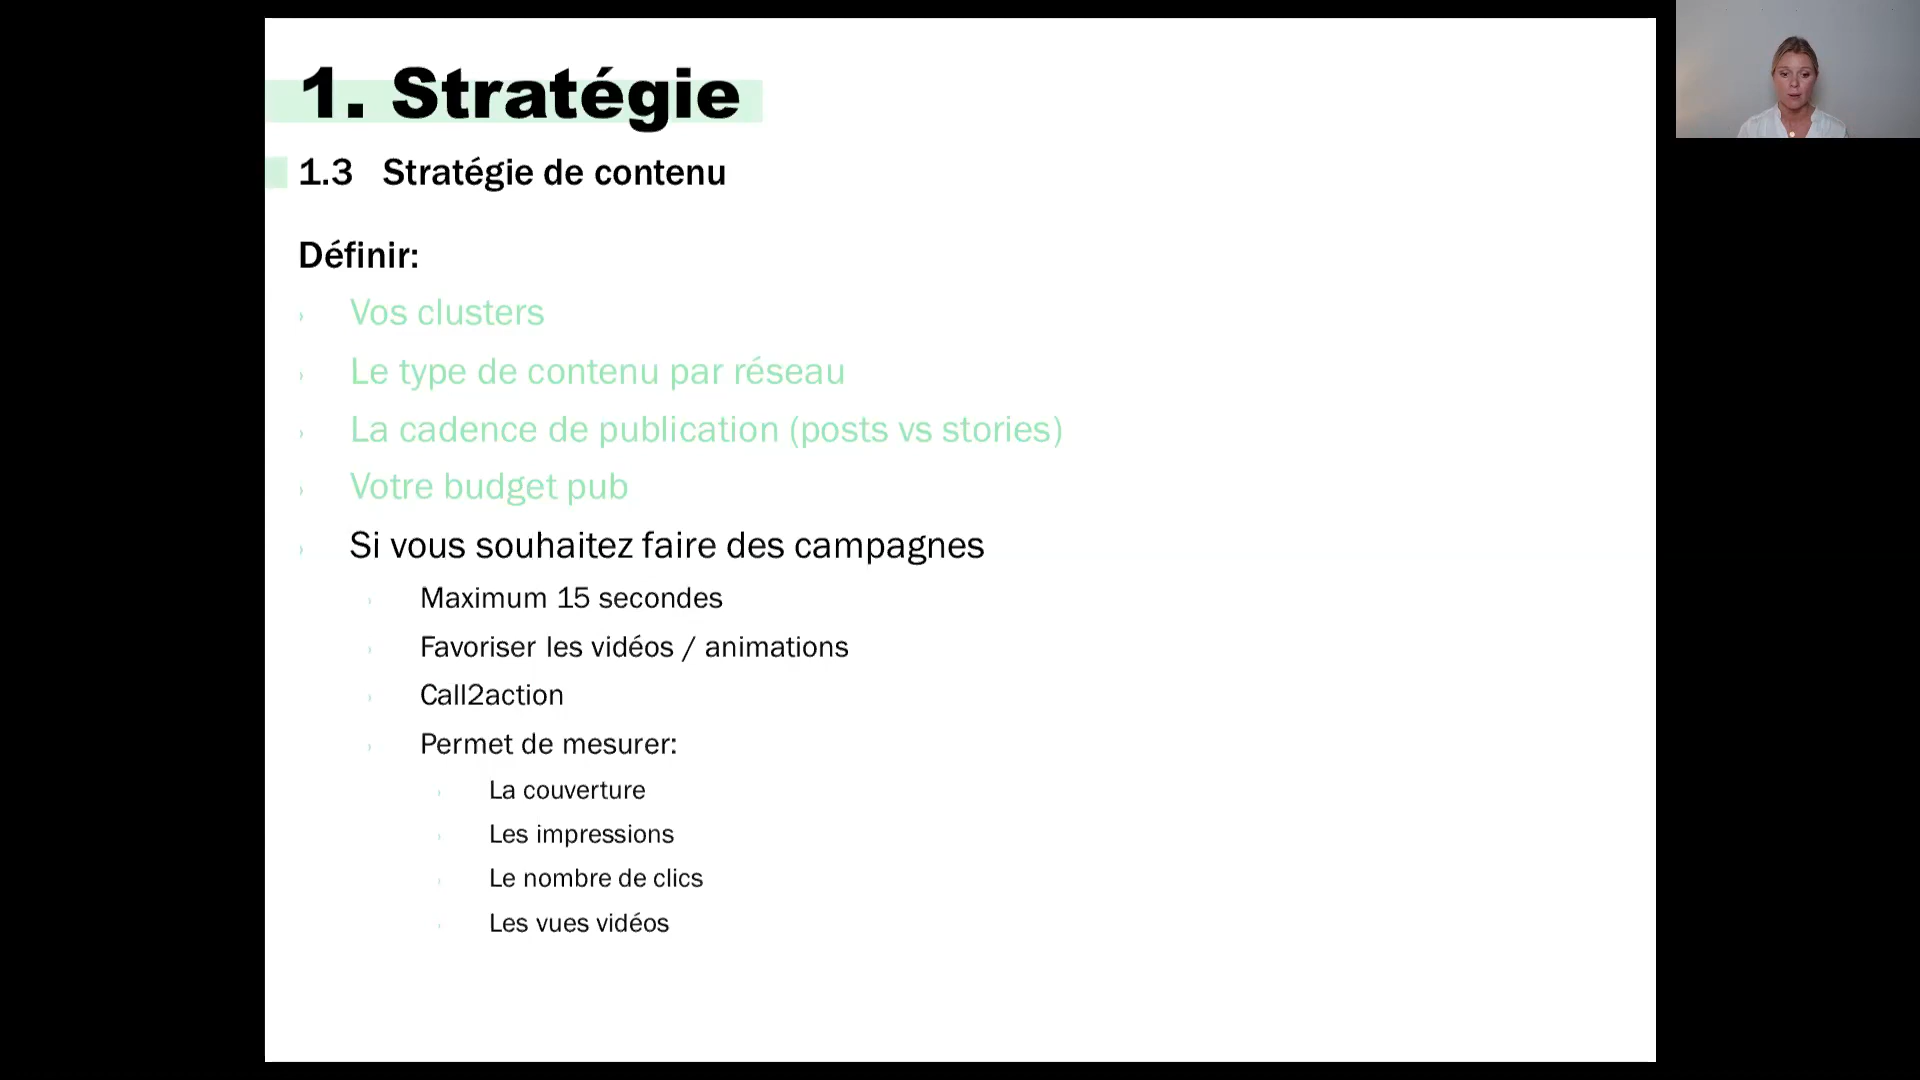 1. Stratégie
1.3 Stratégie de contenu
Définir:
Vos clusters
Le type de contenu par réseau
La cadence de publication (posts vs stories)
Votre budget pub
Si vous souhaitez faire des campagnes
Maximum 15 secondes
Favoriser les vidéos / animations
Call2action
Permet de mesurer:
La couverture
Les impressions
Le nombre de clics
Les vues vidéos